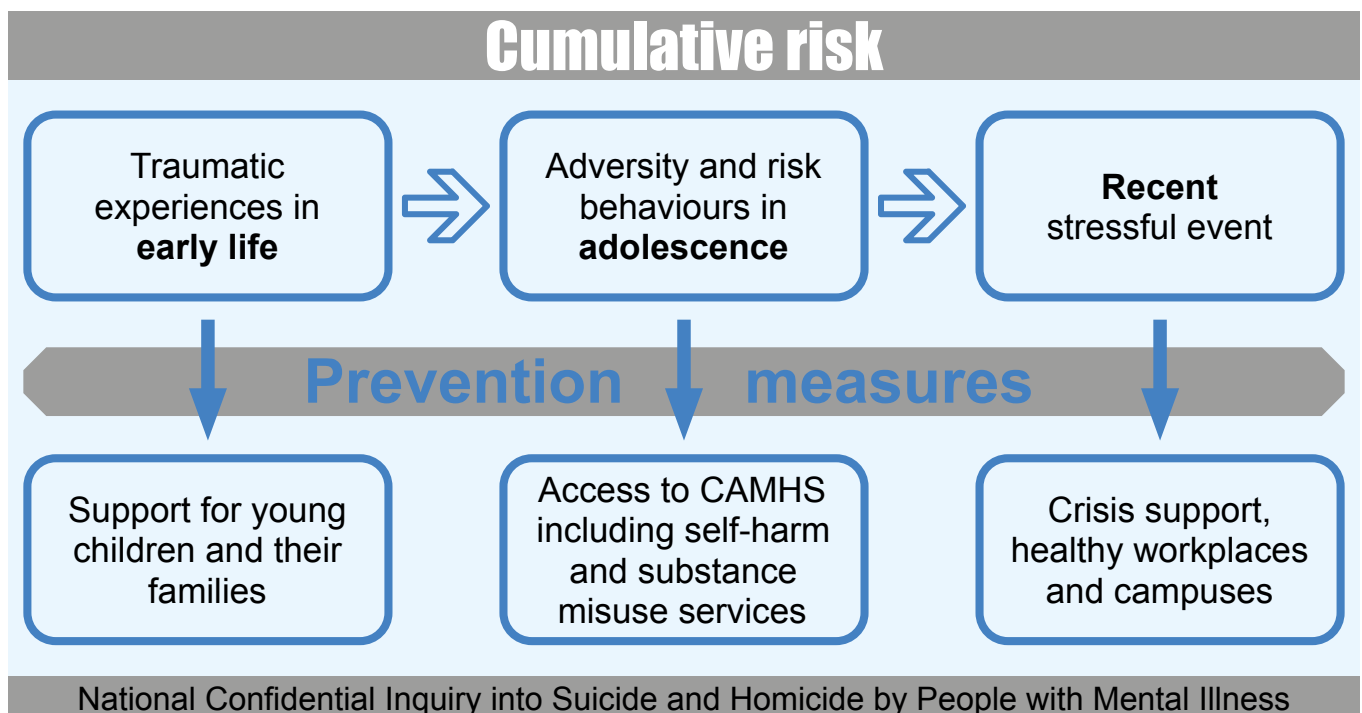 Cumulative risk
Traumatic
experiences in
early life
Adversity and risk
behaviours in
adolescence
Recent
stressful event
Prevention measures
Support for young
children and their
families
Access to CAMHS
including self-harm
and substance
misuse services
Crisis support,
healthy workplaces
and campuses
National Confidential Inquiry into Suicide and Homicide by People with Mental Illness